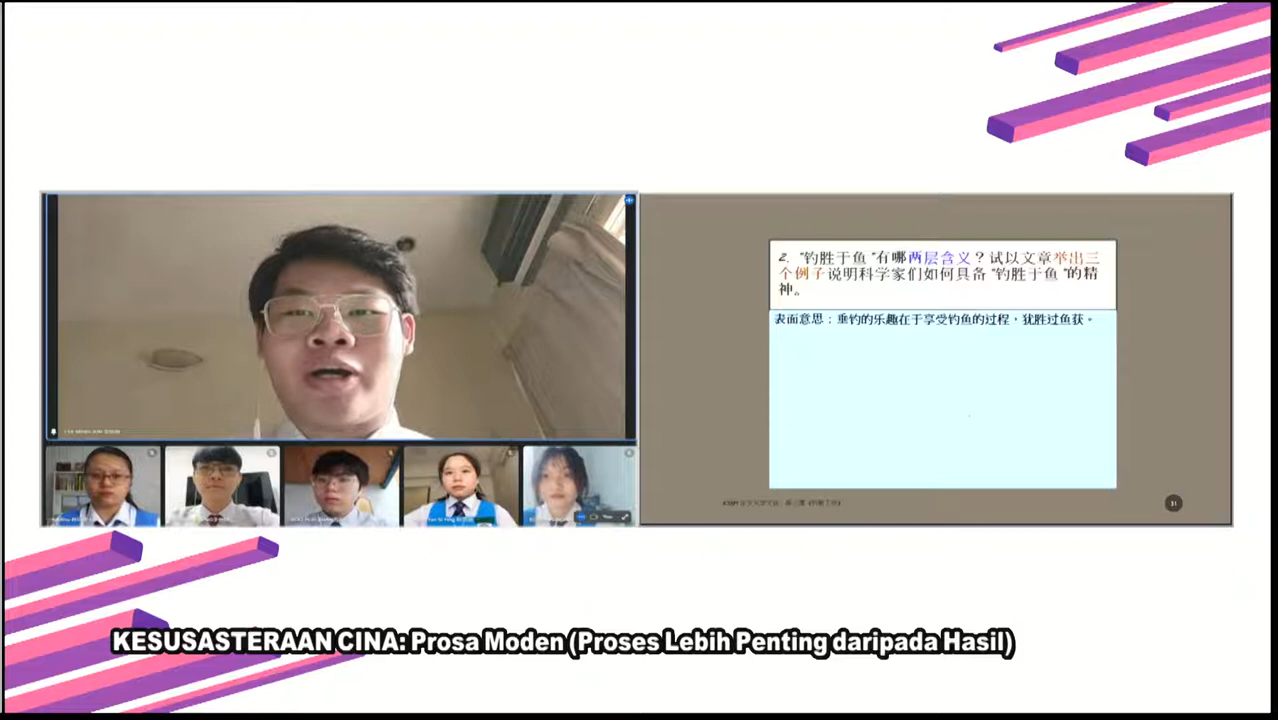 2. “钓胜于鱼”有哪两层含义？试以文章举出三
个例子说明科学家们如何具备“钓胜于鱼”的精
神。
表面意思：垂钓的乐趣在于享受钓鱼的过程，犹胜过鱼获。
31
KESUSASTERAAN CINA: Prosa Moden (Proses Lebih Penting daripada Hasil)